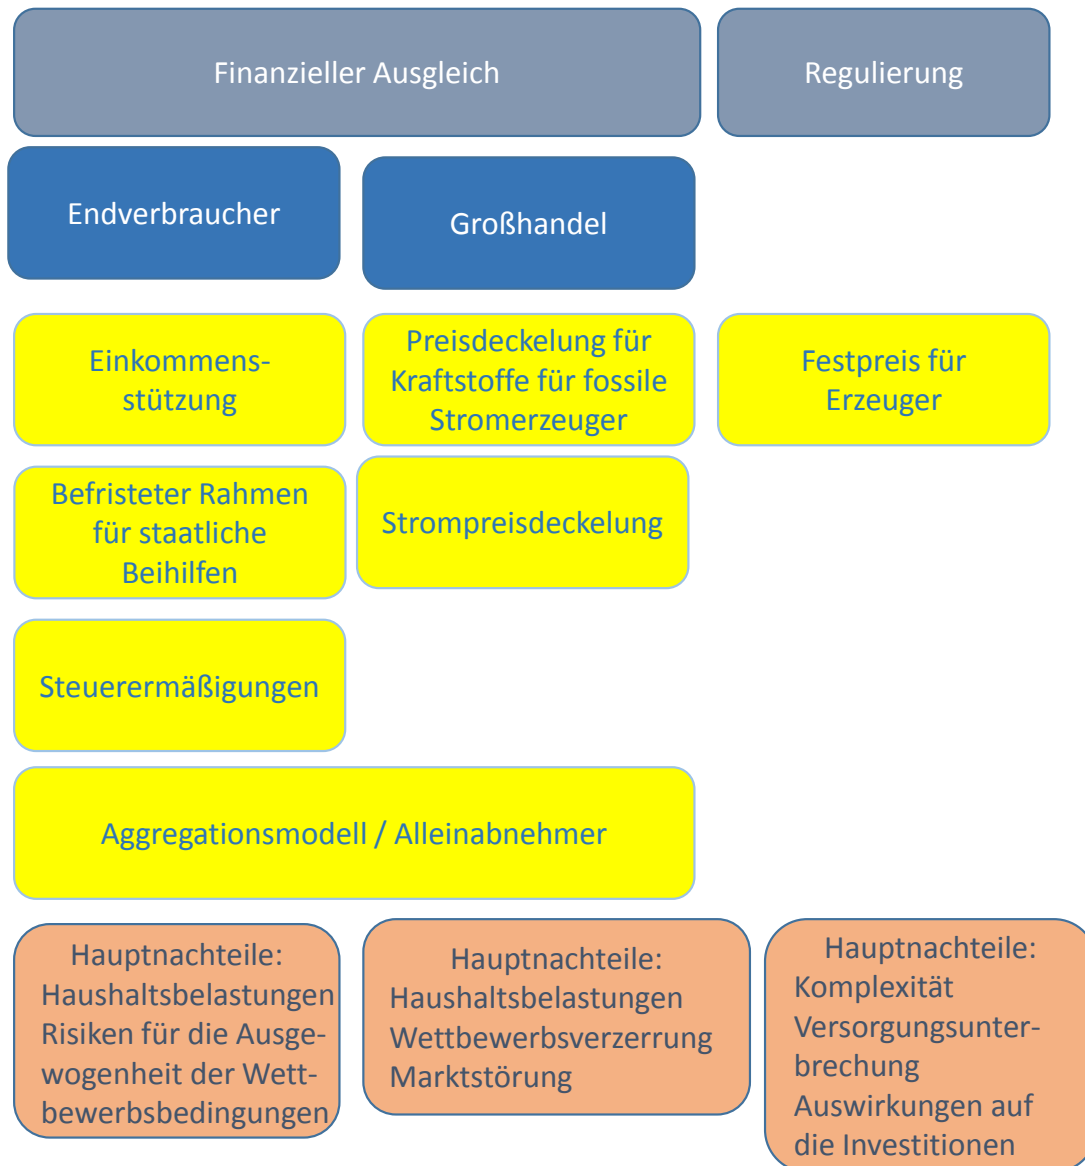 Finanzieller Ausgleich
Regulierung
Endverbraucher
Großhandel
Einkommens-
stützung
Preisdeckelung für
Kraftstoffe für fossile
Stromerzeuger
Festpreis für
Erzeuger
Befristeter Rahmen
für staatliche
Beihilfen
Strompreisdeckelung
Steuerermäßigungen
Aggregationsmodell / Alleinabnehmer
Hauptnachteile:
Haushaltsbelastungen
Risiken für die Ausge-
wogenheit der Wett-
bewerbsbedingungen
Hauptnachteile:
Haushaltsbelastungen
Wettbewerbsverzerrung
Marktstörung
Hauptnachteile:
Komplexität
Versorgungsunter-
brechung
Auswirkungen auf
die Investitionen